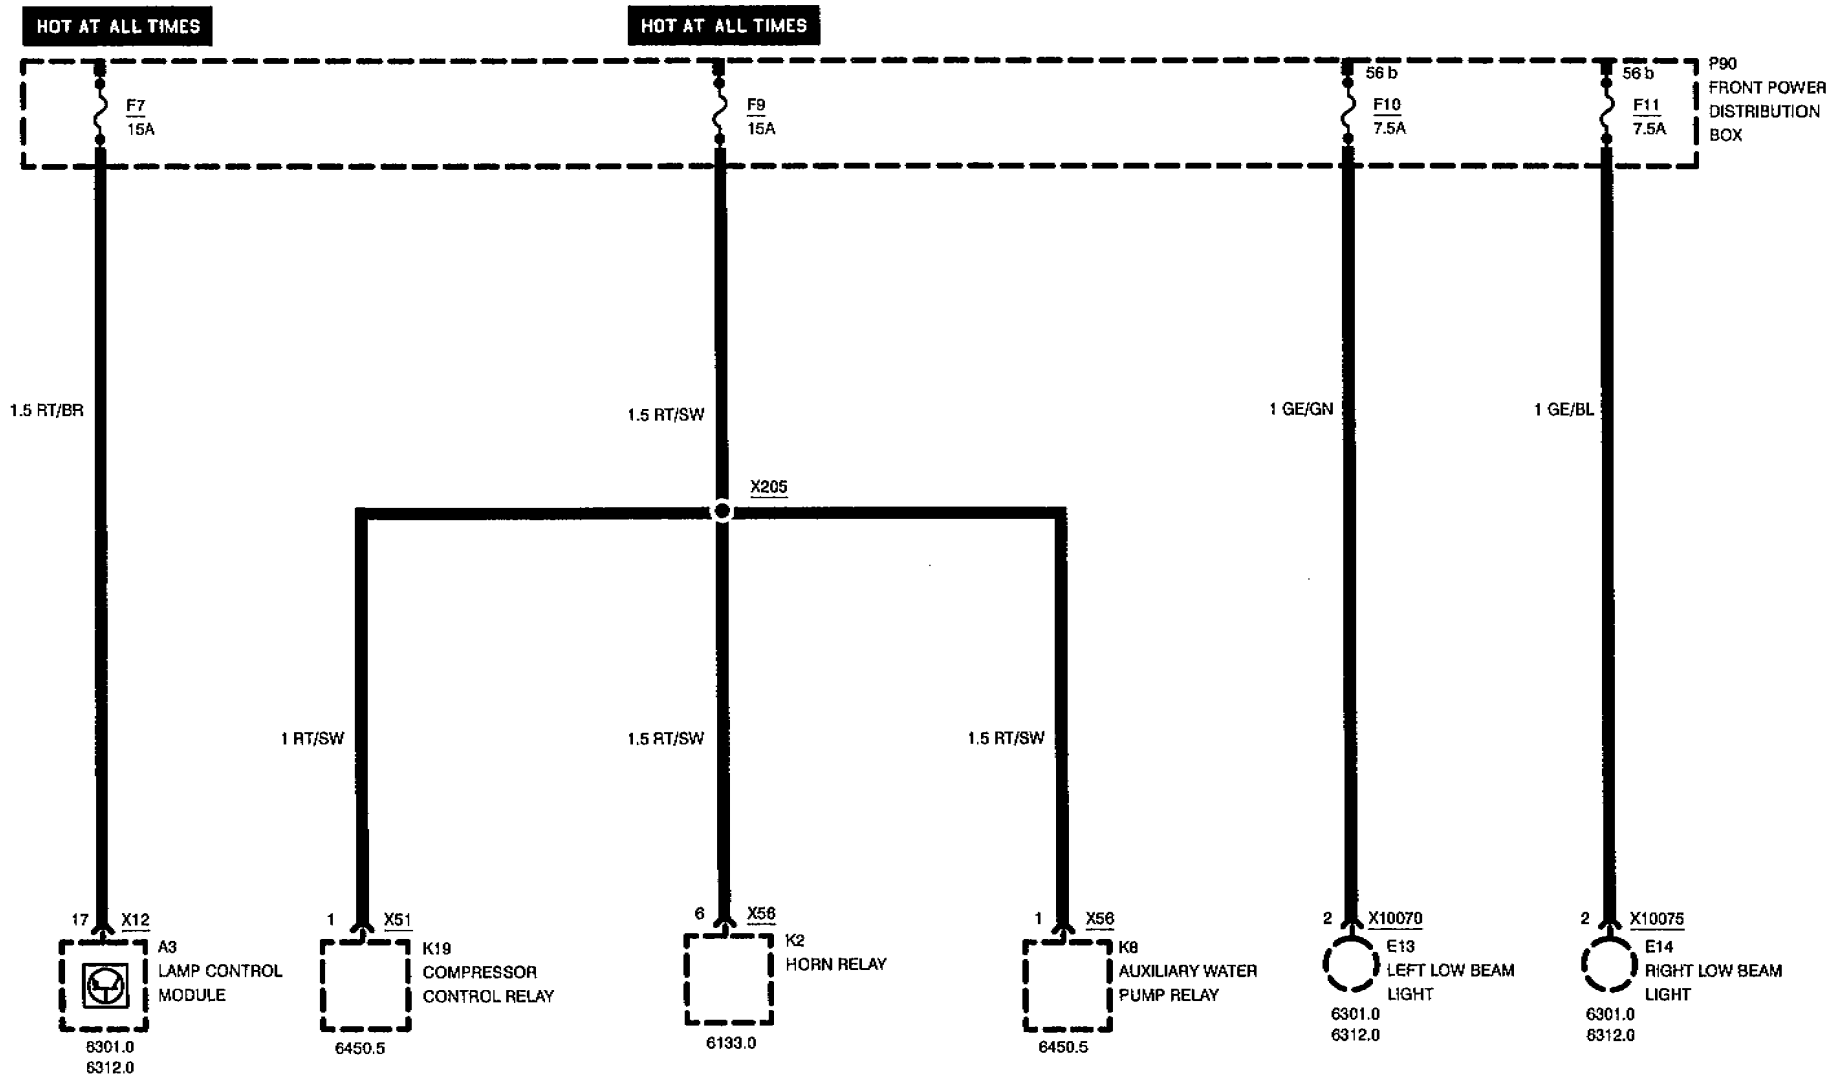 HOT AT ALL TIMES
HOT AT ALL TIMES
P90
FRONT POWER
DISTRIBUTION
BOX
F7
15A
F9
15A
56 b
F10
7.5A
56 b
F11
7.5A
1.5 RT/BR
1.5 RT/SW
1 GE/GN
1 GE/BL
X205
1 RT/SW
1.5 RT/SW
1.5 RT/SW
17 X12
A3
LAMP CONTROL
MODULE
6301.0
6312.0
1 X51
K19
COMPRESSOR
CONTROL RELAY
6450.5
6 X56
K2
HORN RELAY
6133.0
1 X56
K8
AUXILIARY WATER
PUMP RELAY
6450.5
2 X10070
E13
LEFT LOW BEAM
LIGHT
6301.0
6312.0
2 X10075
E14
RIGHT LOW BEAM
LIGHT
6301.0
6312.0